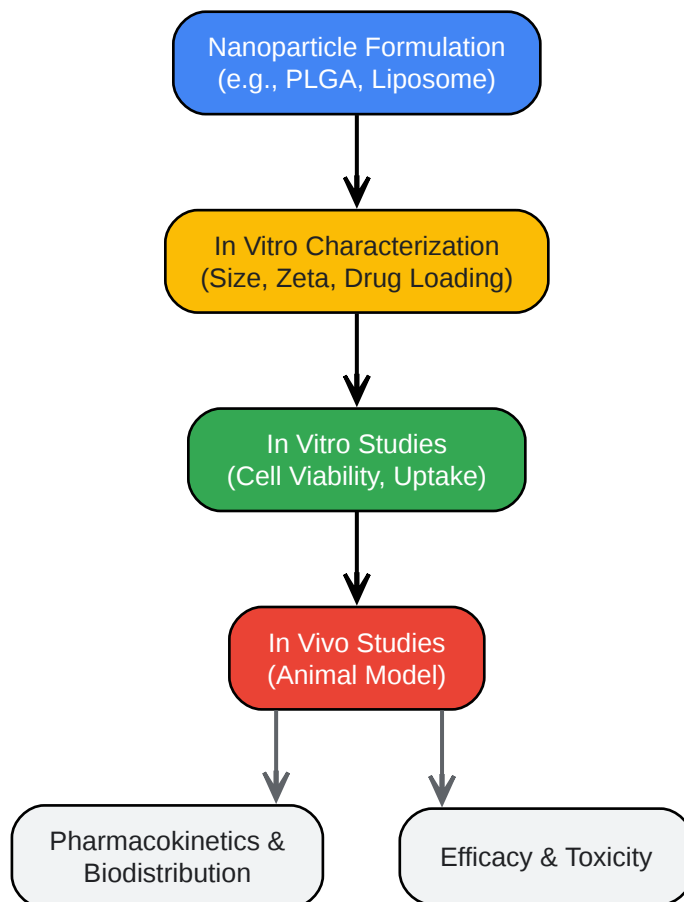 Nanoparticle Formulation
(e.g., PLGA, Liposome)
In Vitro Characterization
(Size, Zeta, Drug Loading)
In Vitro Studies
(Cell Viability, Uptake)
In Vivo Studies
(Animal Model)
Pharmacokinetics &
Biodistribution
Efficacy & Toxicity